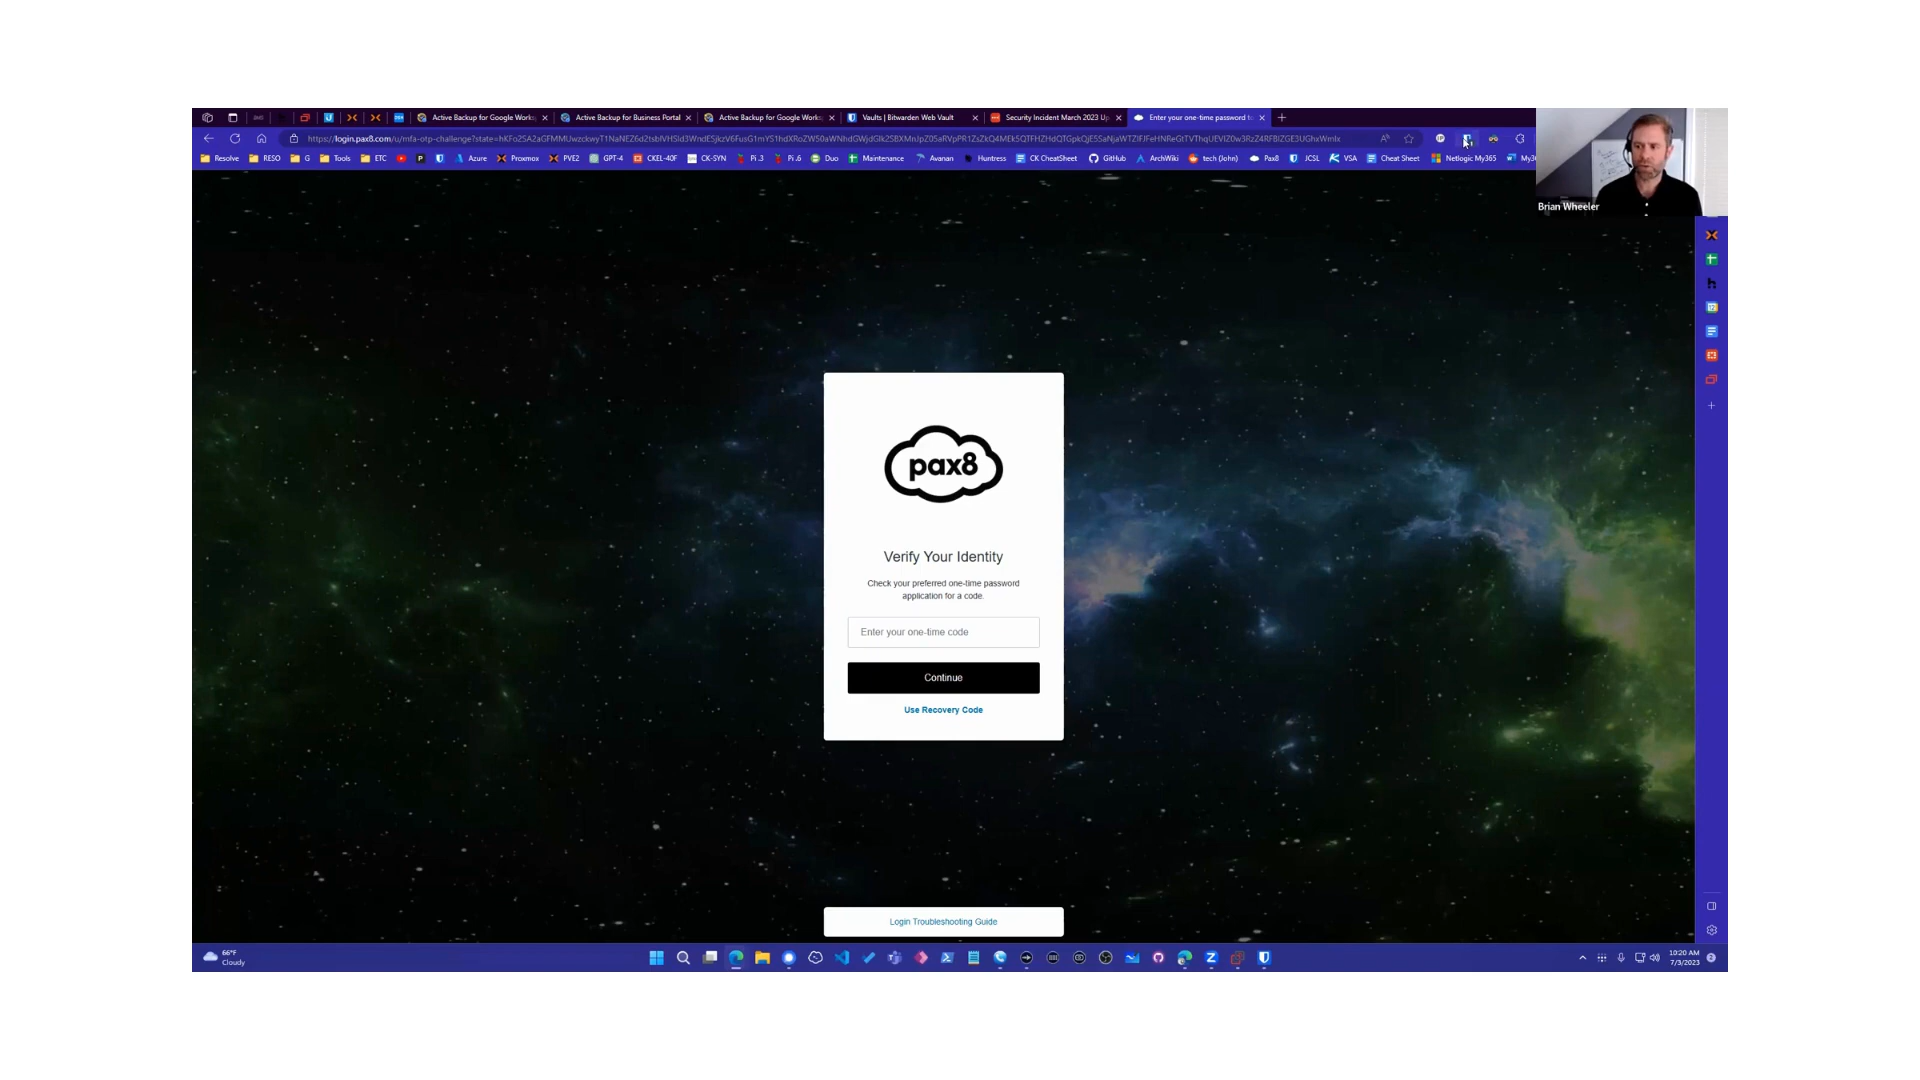 Active Backup for Google Works
Active Backup for Business Portal
Active Backup for Google Works
Vaults | Bitwarden Web Vault
Security Incident March 2023 Up
Enter your one-time password to
Resolve
RESO
G
Tools
ETC
Azure
Proxmox
PVE2
GPT-4
CKEL-40F
CK-SYN
Pi .3
Pi .6
Duo
Maintenance
Avanan
Huntress
CK CheatSheet
GitHub
ArchWiki
tech (John)
Pax8
JCSL
VSA
Cheat Sheet
Netlogic My365
Brian Wheeler
pax8
Verify Your Identity
Check your preferred one-time password
application for a code.
Enter your one-time code
Continue
Use Recovery Code
Login Troubleshooting Guide
66°F
Cloudy
10:20 AM
7/3/2023